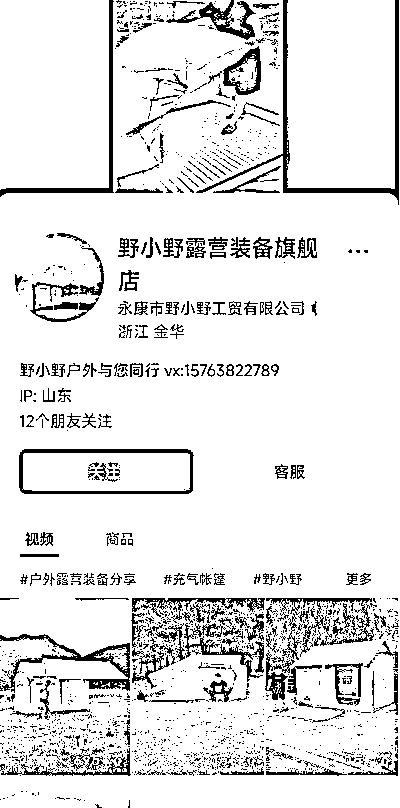 野小野露营装备旗舰
店
永康市野小野工贸有限公司
浙江 金华
野小野户外与您同行 vx:15763822789
IP: 山东
12个朋友关注
关注
客服
视频 商品
#户外露营装备分享 #充气帐篷 #野小野 更多